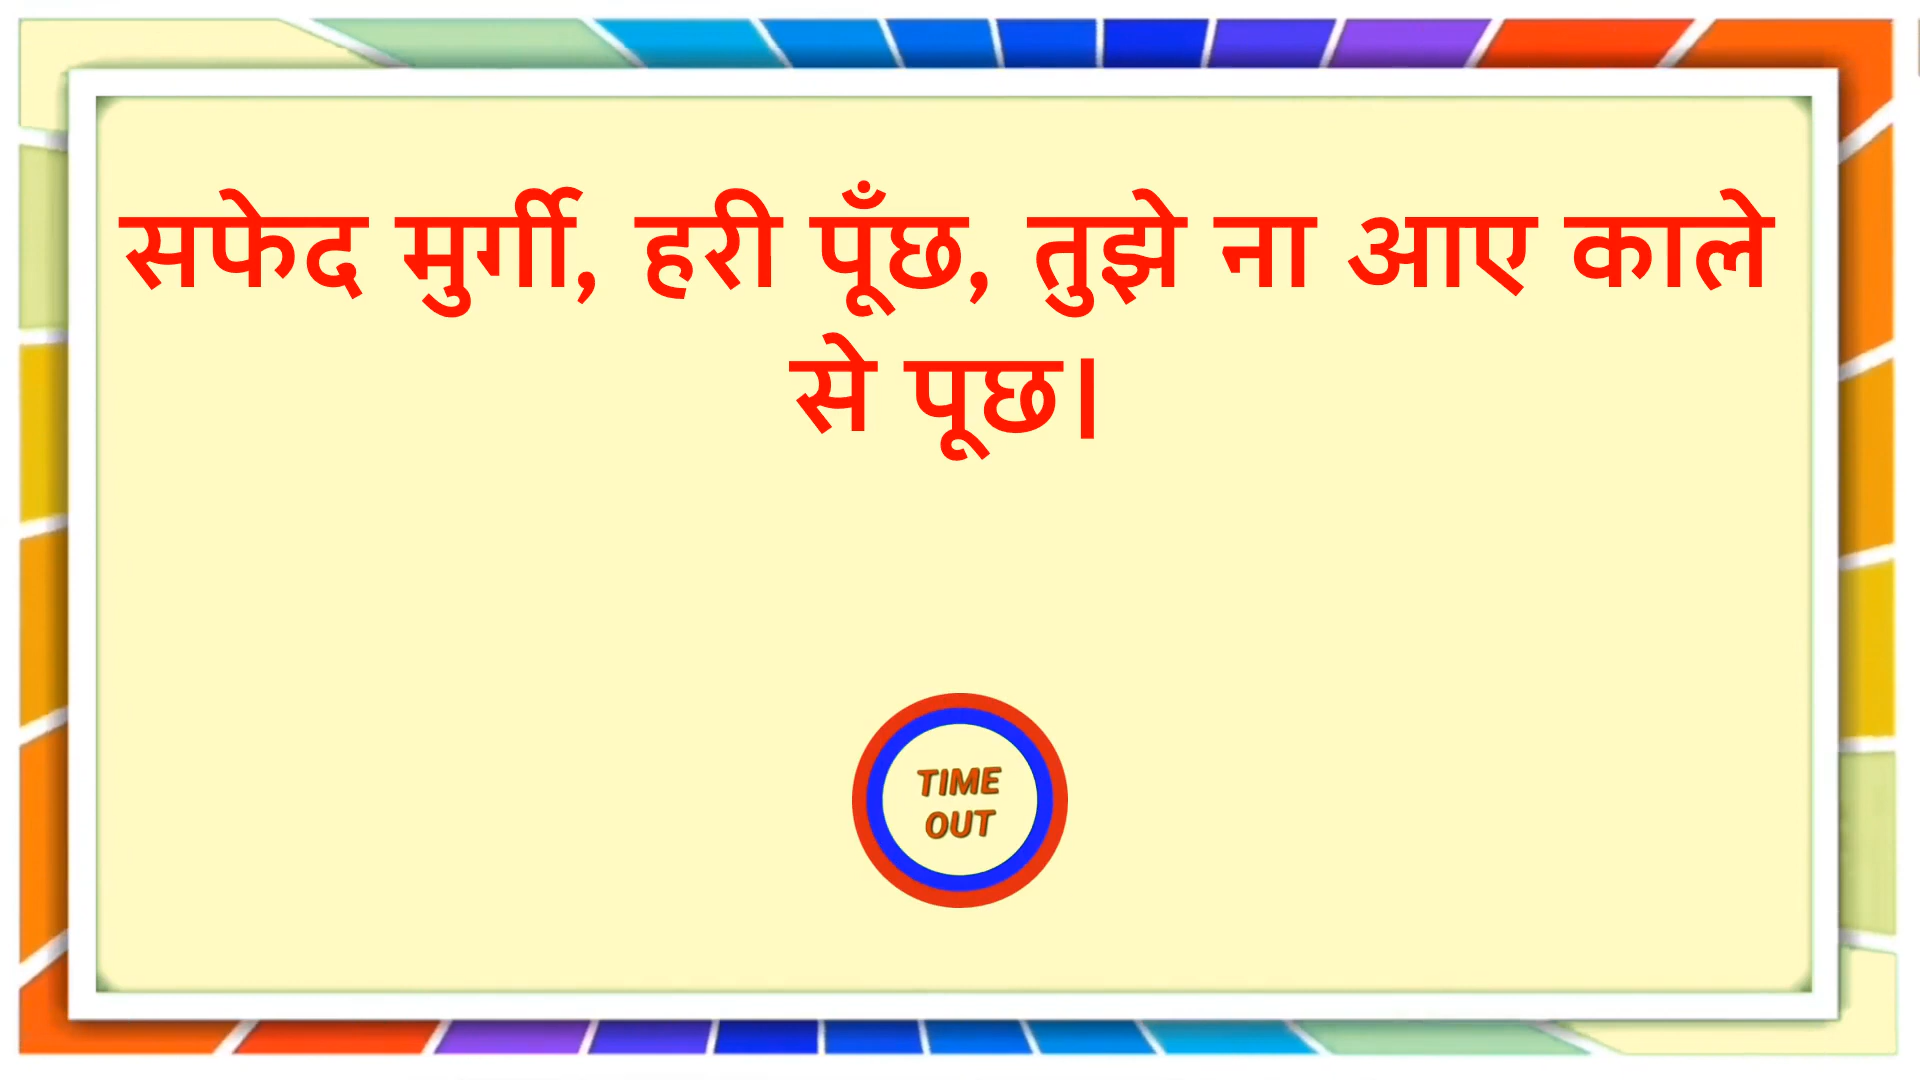 सफेद मुर्गी, हरी पूँछ, तुझे ना आए काले
से पूछ।
TIME
OUT